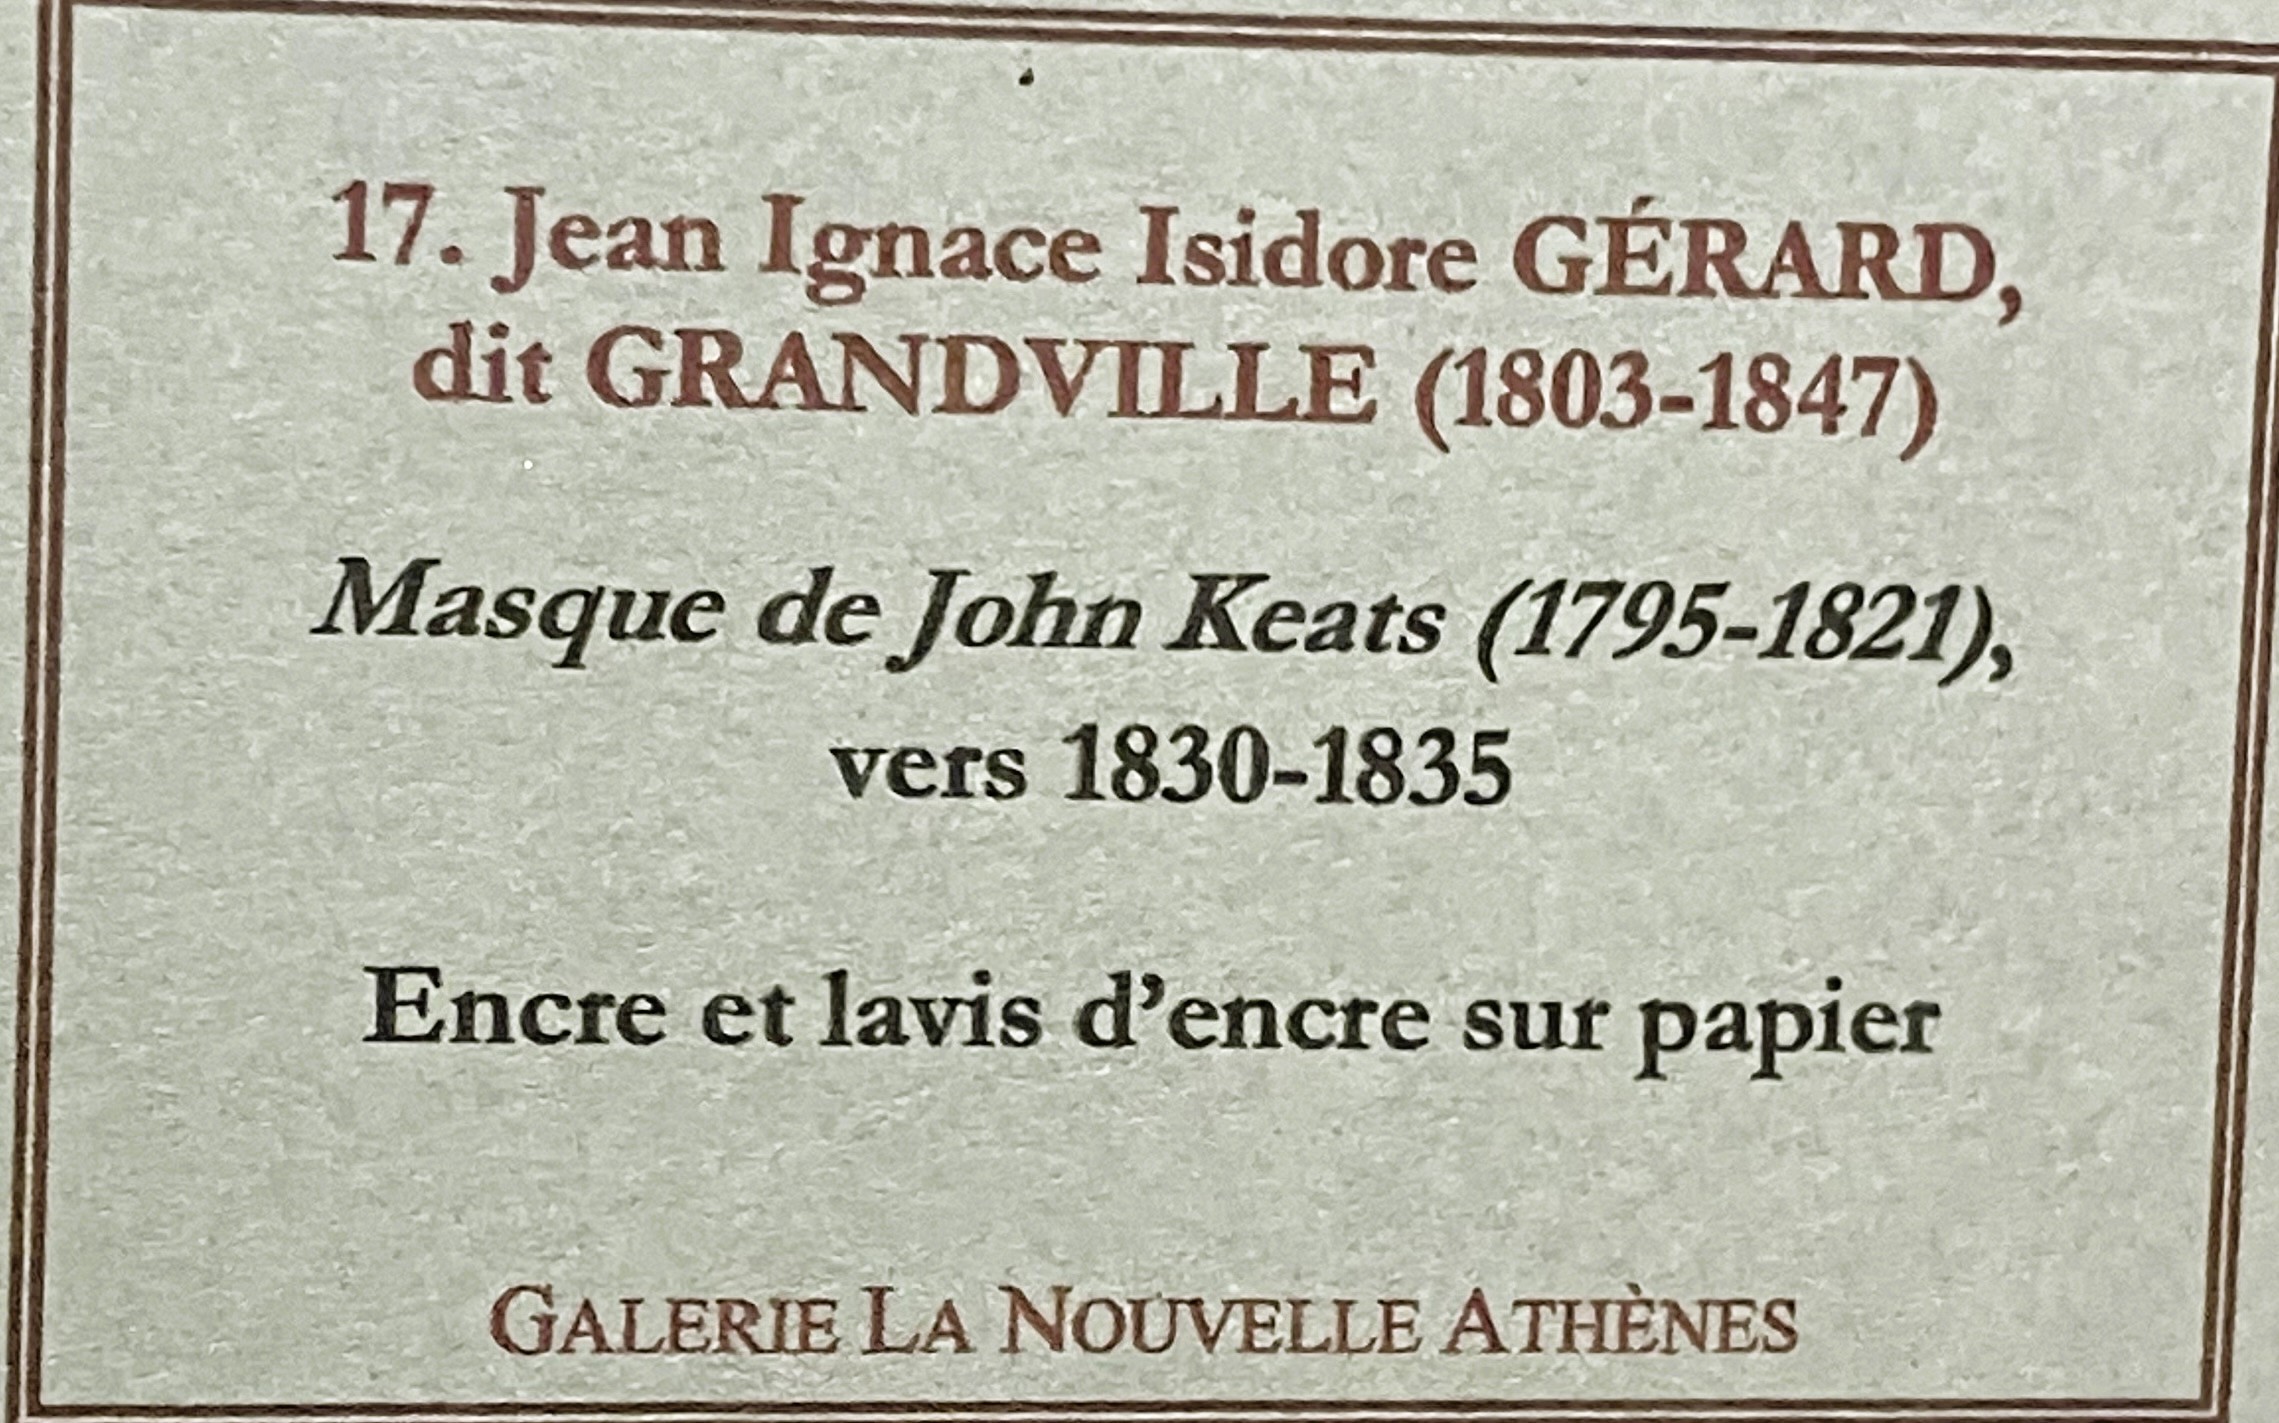 17. Jean Ignace Isidore GÉRARD,
dit GRANDVILLE (1803-1847)
Masque de John Keats (1795-1821),
vers 1830-1835
Encre et lavis d’encre sur papier
GALERIE LA NOUVELLE ATHÈNES